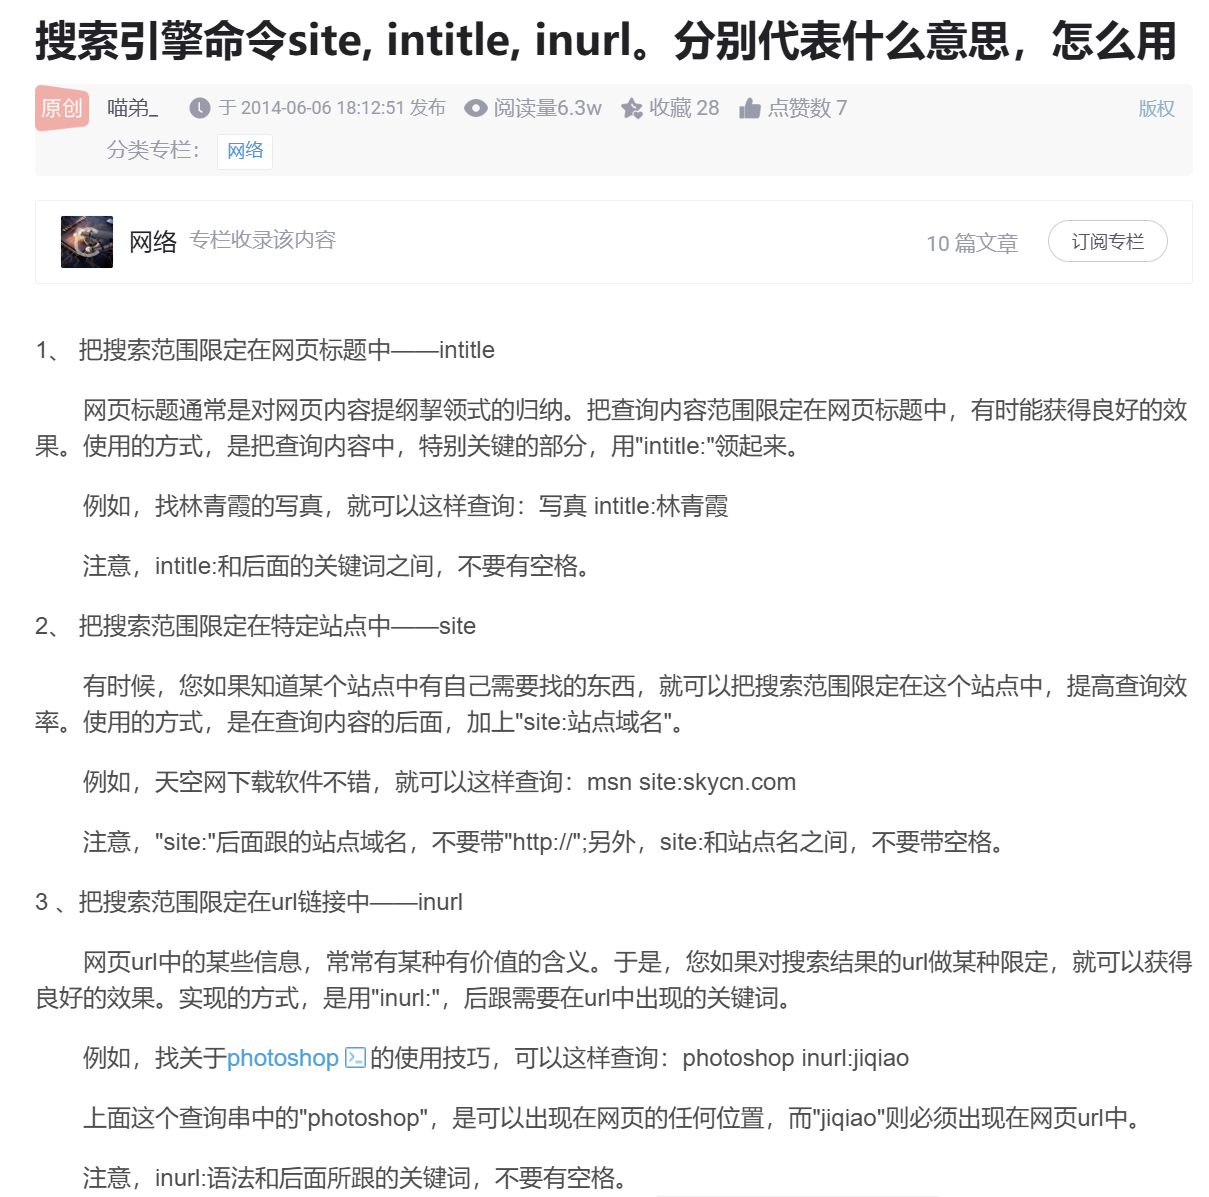 搜索引擎命令site, intitle, inurl。分别代表什么意思，怎么用
原创 喵弟_ 于 2014-06-06 18:12:51 发布 阅读量6.3w 收藏 28 点赞数 7 版权
分类专栏： 网络
网络 专栏收录该内容 10 篇文章 订阅专栏
1、 把搜索范围限定在网页标题中——intitle
网页标题通常是对网页内容提纲挈领式的归纳。把查询内容范围限定在网页标题中，有时能获得良好的效
果。使用的方式，是把查询内容中，特别关键的部分，用"intitle:"领起来。
例如，找林青霞的写真，就可以这样查询：写真 intitle:林青霞
注意，intitle:和后面的关键词之间，不要有空格。
2、 把搜索范围限定在特定站点中——site
有时候，您如果知道某个站点中有自己需要找的东西，就可以把搜索范围限定在这个站点中，提高查询效
率。使用的方式，是在查询内容的后面，加上"site:站点域名"。
例如，天空网下载软件不错，就可以这样查询：msn site:skycn.com
注意，"site:"后面跟的站点域名，不要带"http://";另外，site:和站点名之间，不要带空格。
3 、把搜索范围限定在url链接中——inurl
网页url中的某些信息，常常有某种有价值的含义。于是，您如果对搜索结果的url做某种限定，就可以获得
良好的效果。实现的方式，是用"inurl:"，后跟需要在url中出现的关键词。
例如，找关于photoshop的使用技巧，可以这样查询：photoshop inurl:jiqiao
上面这个查询串中的"photoshop"，是可以出现在网页的任何位置，而"jiqiao"则必须出现在网页url中。
注意，inurl:语法和后面所跟的关键词，不要有空格。